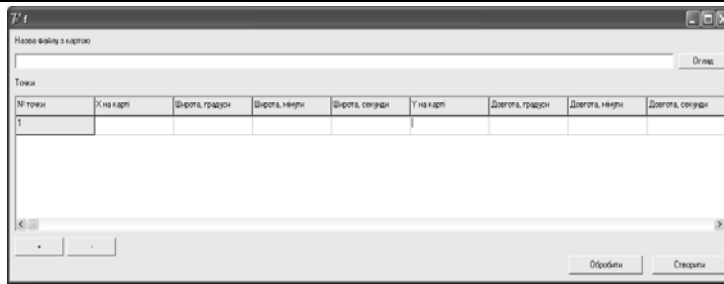 f
Назва файлу з картою
Огляд
Точки
№ точки X на карті Широта, градуси Широта, мінути Широта, секунди Y на карті Довгота, градуси Довгота, мінути Довгота, секунди
1
+ -
Обробити Створити